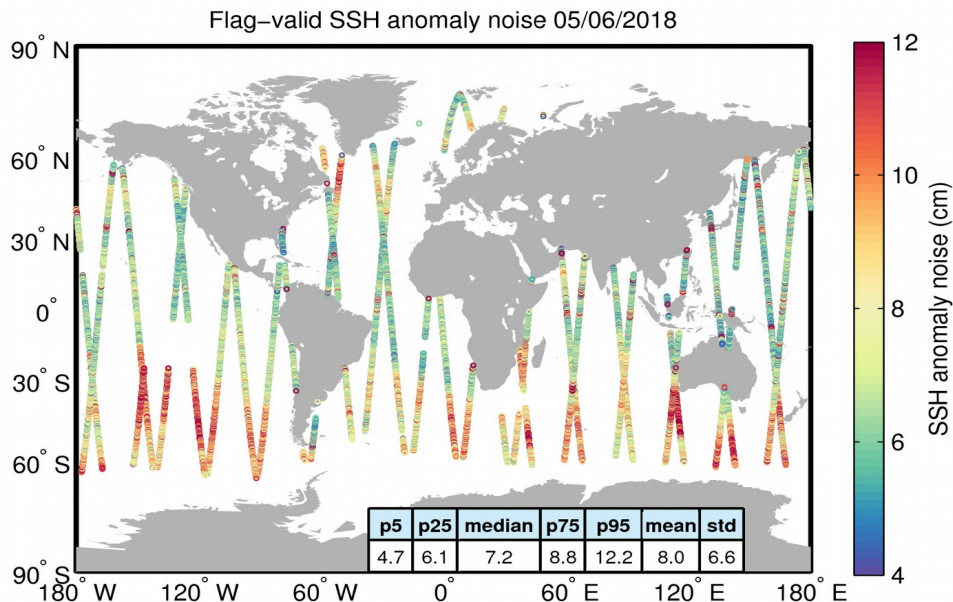 Flag−valid SSH anomaly noise 05/06/2018
90° N
60° N
30° N
0°
30° S
60° S
90° S
180° W
120° W
60° W
0°
60° E
120° E
180° E
p5 p25 median p75 p95 mean std
4.7 6.1 7.2 8.8 12.2 8.0 6.6
12
10
8
6
4
SSH anomaly noise (cm)